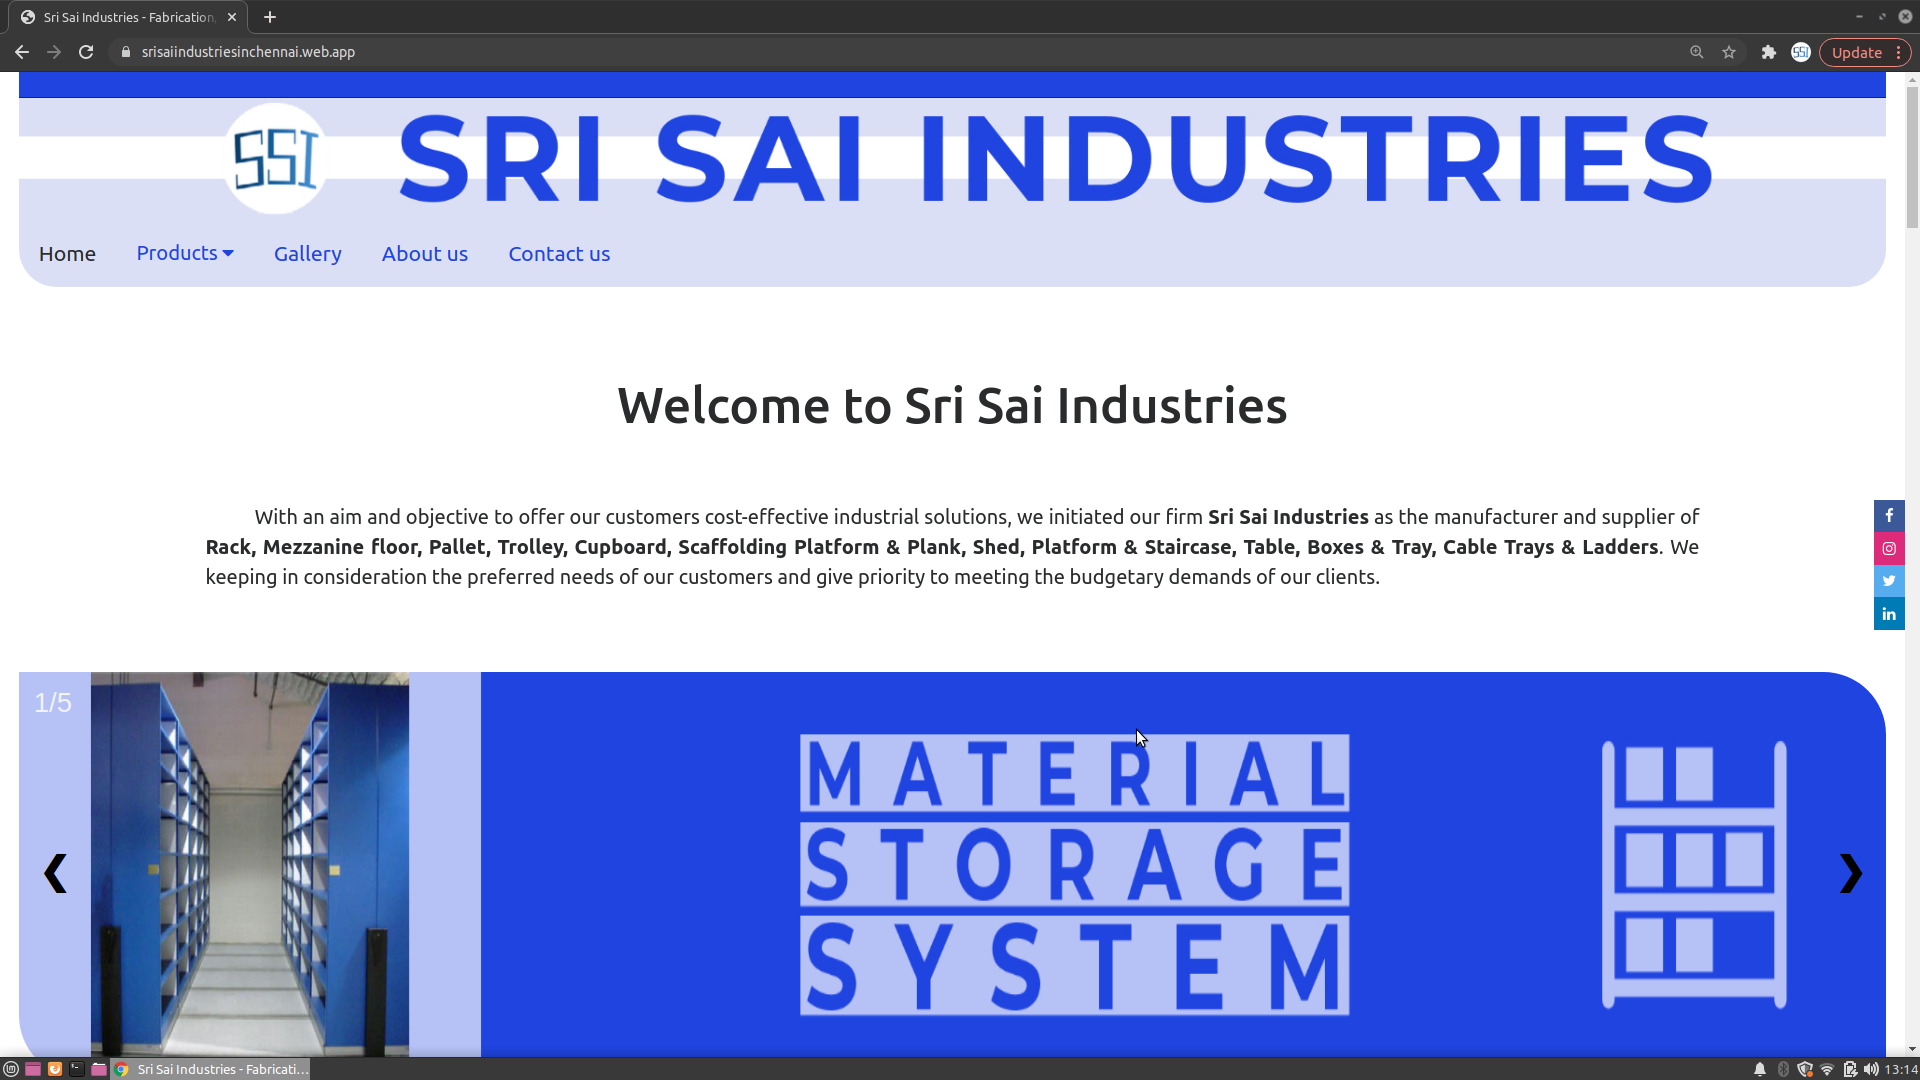 Sri Sai Industries - Fabrication,
srisaiindustriesinchennai.web.app
SSI
Update
SSI
SRI SAI INDUSTRIES
Home
Products
Gallery
About us
Contact us
Welcome to Sri Sai Industries
With an aim and objective to offer our customers cost-effective industrial solutions, we initiated our firm Sri Sai Industries as the manufacturer and supplier of
Rack, Mezzanine floor, Pallet, Trolley, Cupboard, Scaffolding Platform & Plank, Shed, Platform & Staircase, Table, Boxes & Tray, Cable Trays & Ladders. We
keeping in consideration the preferred needs of our customers and give priority to meeting the budgetary demands of our clients.
1/5
MATERIAL
STORAGE
SYSTEM
Sri Sai Industries - Fabricati...
13:14